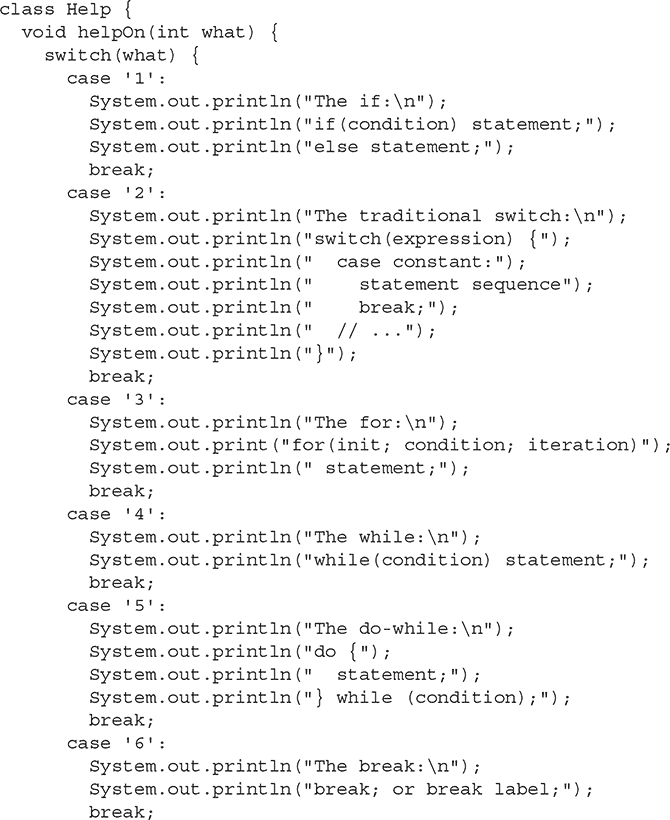 class Help {
  void helpOn(int what) {
    switch(what) {
      case '1':
        System.out.println("The if:\n");
        System.out.println("if(condition) statement;");
        System.out.println("else statement;");
        break;
      case '2':
        System.out.println("The traditional switch:\n");
        System.out.println("switch(expression) {");
        System.out.println("  case constant:");
        System.out.println("    statement sequence");
        System.out.println("    break;");
        System.out.println("  // ...");
        System.out.println("}");
        break;
      case '3':
        System.out.println("The for:\n");
        System.out.print("for(init; condition; iteration)");
        System.out.println(" statement;");
        break;
      case '4':
        System.out.println("The while:\n");
        System.out.println("while(condition) statement;");
        break;
      case '5':
        System.out.println("The do-while:\n");
        System.out.println("do {");
        System.out.println("  statement;");
        System.out.println("} while (condition);");
        break;
      case '6':
        System.out.println("The break:\n");
        System.out.println("break; or break label;");
        break;